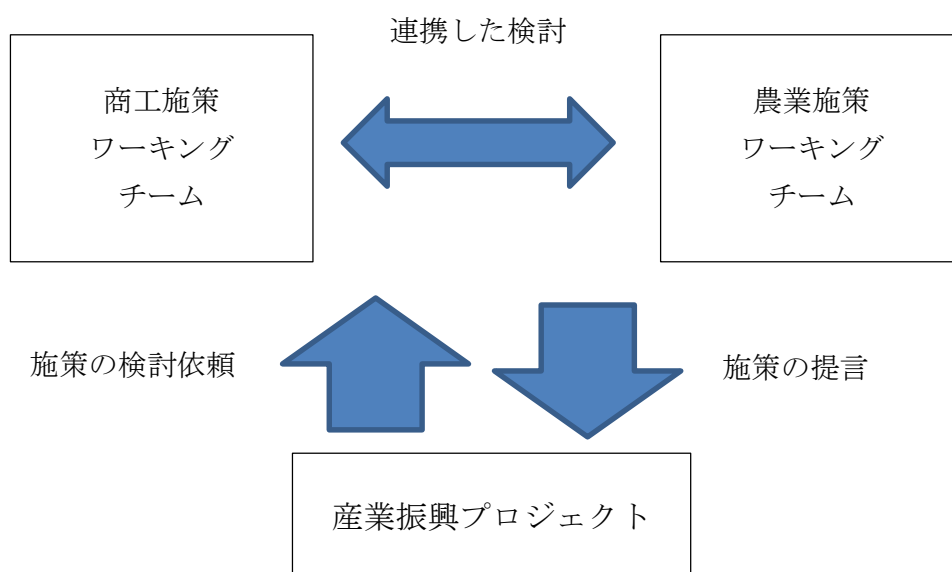 連携した検討
商工施策
ワーキング
チーム
農業施策
ワーキング
チーム
施策の検討依頼
施策の提言
産業振興プロジェクト